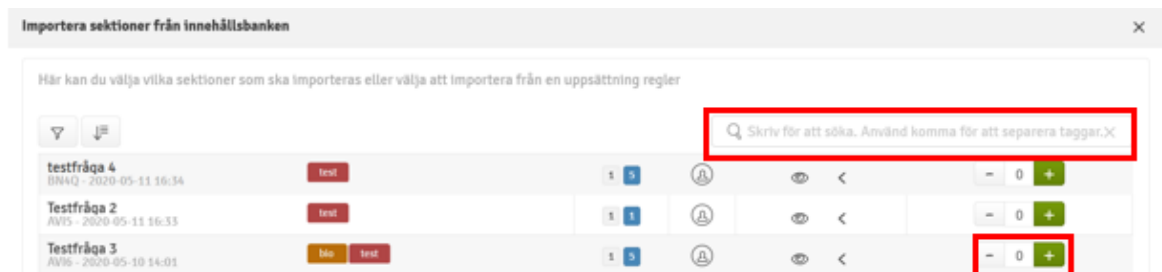 Importera sektioner från innehållsbanken ×
Här kan du välja vilka sektioner som ska importeras eller välja att importera från en uppsättning regler
Skriv för att söka. Använd komma för att separera taggar. ×
testfråga 4 test 1 5 - 0 +
BN4Q - 2020-05-11 16:34
Testfråga 2 test 1 1 - 0 +
AVI5 - 2020-05-11 16:33
Testfråga 3 bio test 1 5 - 0 +
AVI6 - 2020-05-10 14:01